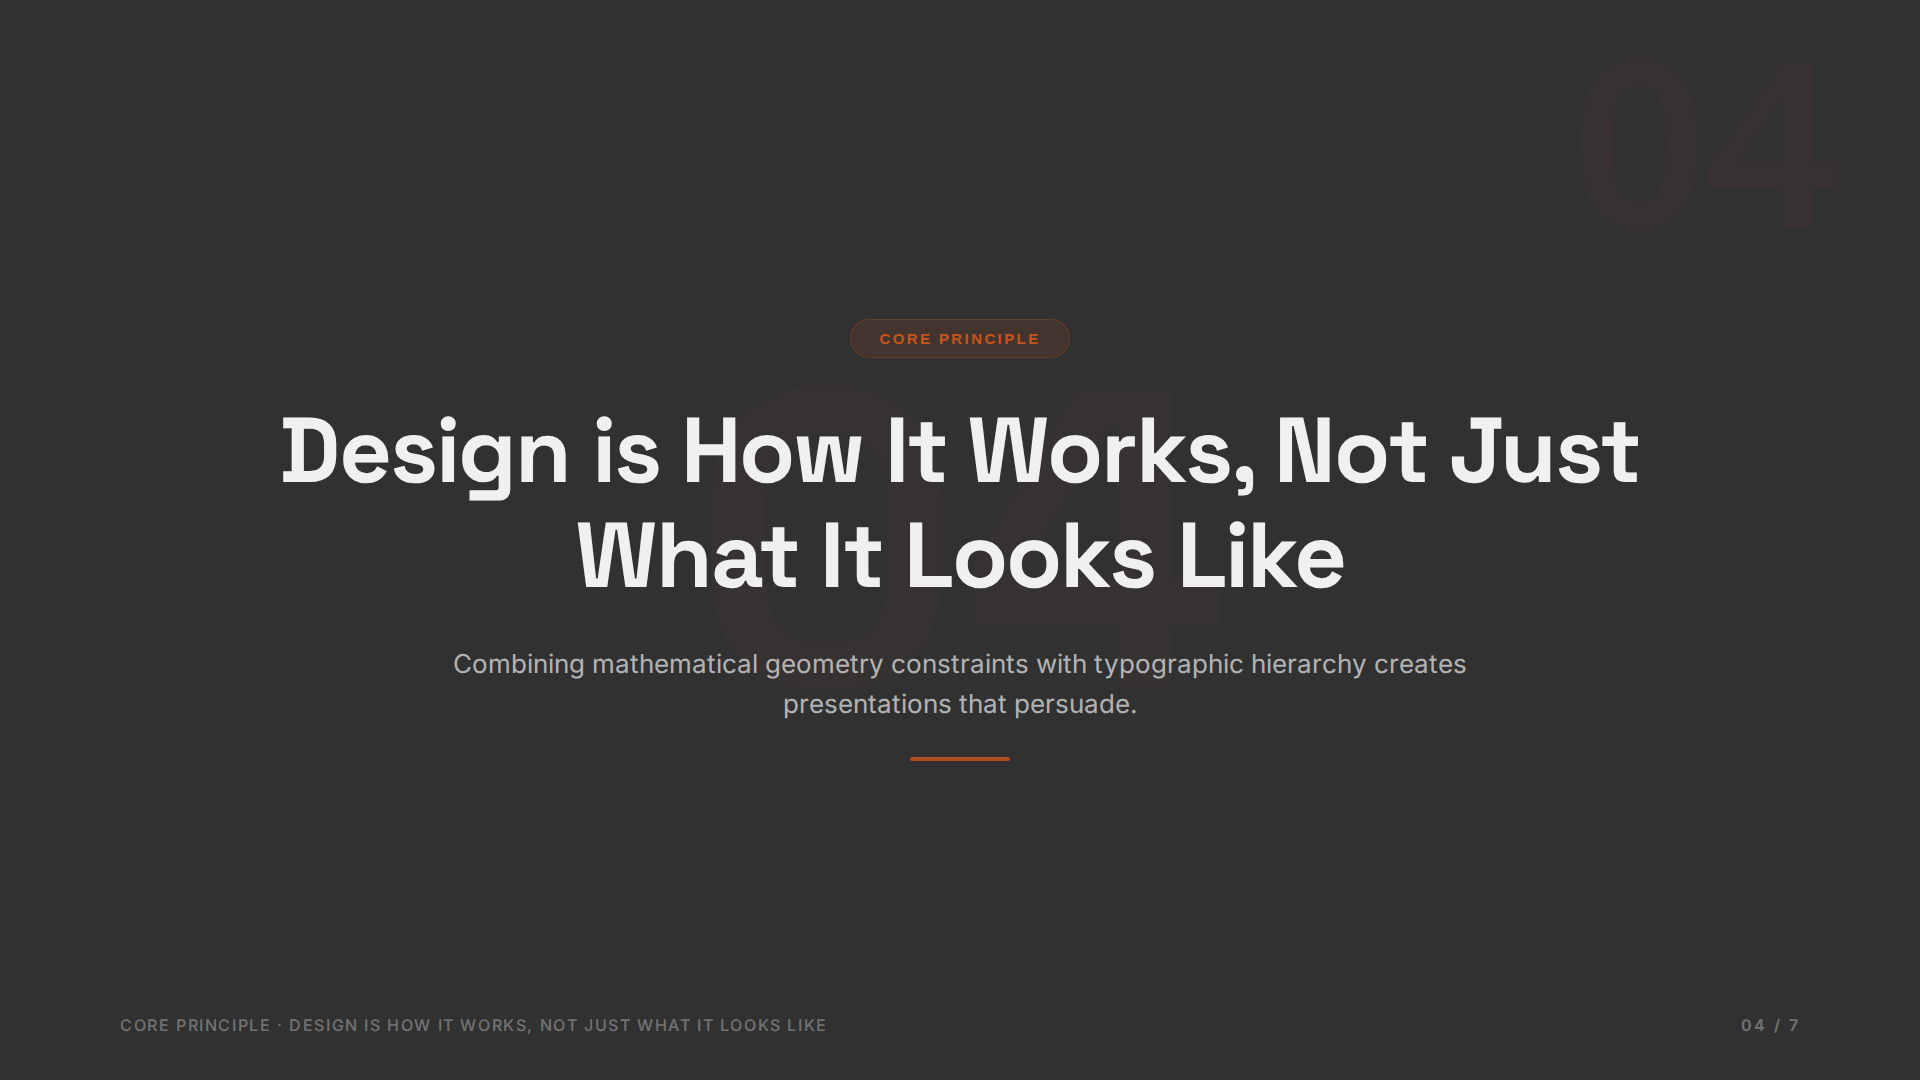 04
CORE PRINCIPLE
04
Design is How It Works, Not Just
What It Looks Like
Combining mathematical geometry constraints with typographic hierarchy creates
presentations that persuade.
CORE PRINCIPLE · DESIGN IS HOW IT WORKS, NOT JUST WHAT IT LOOKS LIKE
04 / 7